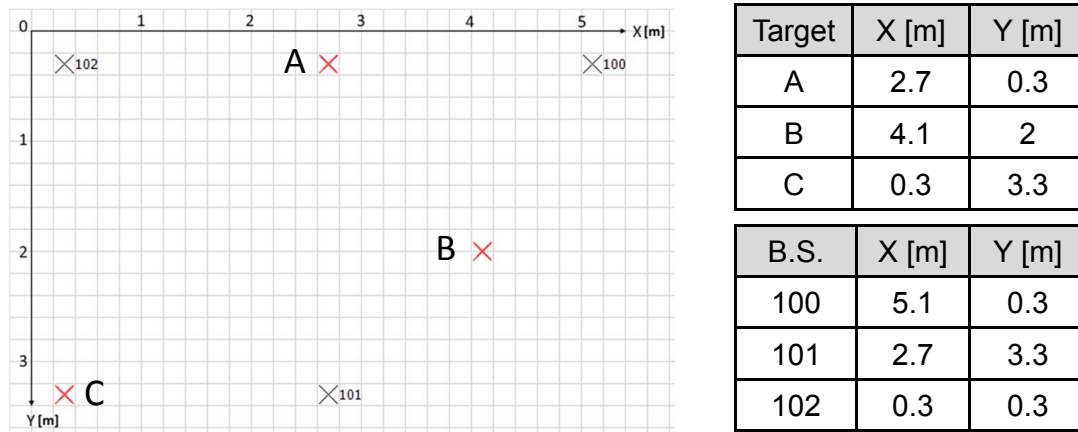 0 1 2 3 4 5 X[m]
102 A 100
1
2 B
3
C 101
Y [m]
Target X [m] Y [m]
A 2.7 0.3
B 4.1 2
C 0.3 3.3
B.S. X [m] Y [m]
100 5.1 0.3
101 2.7 3.3
102 0.3 0.3